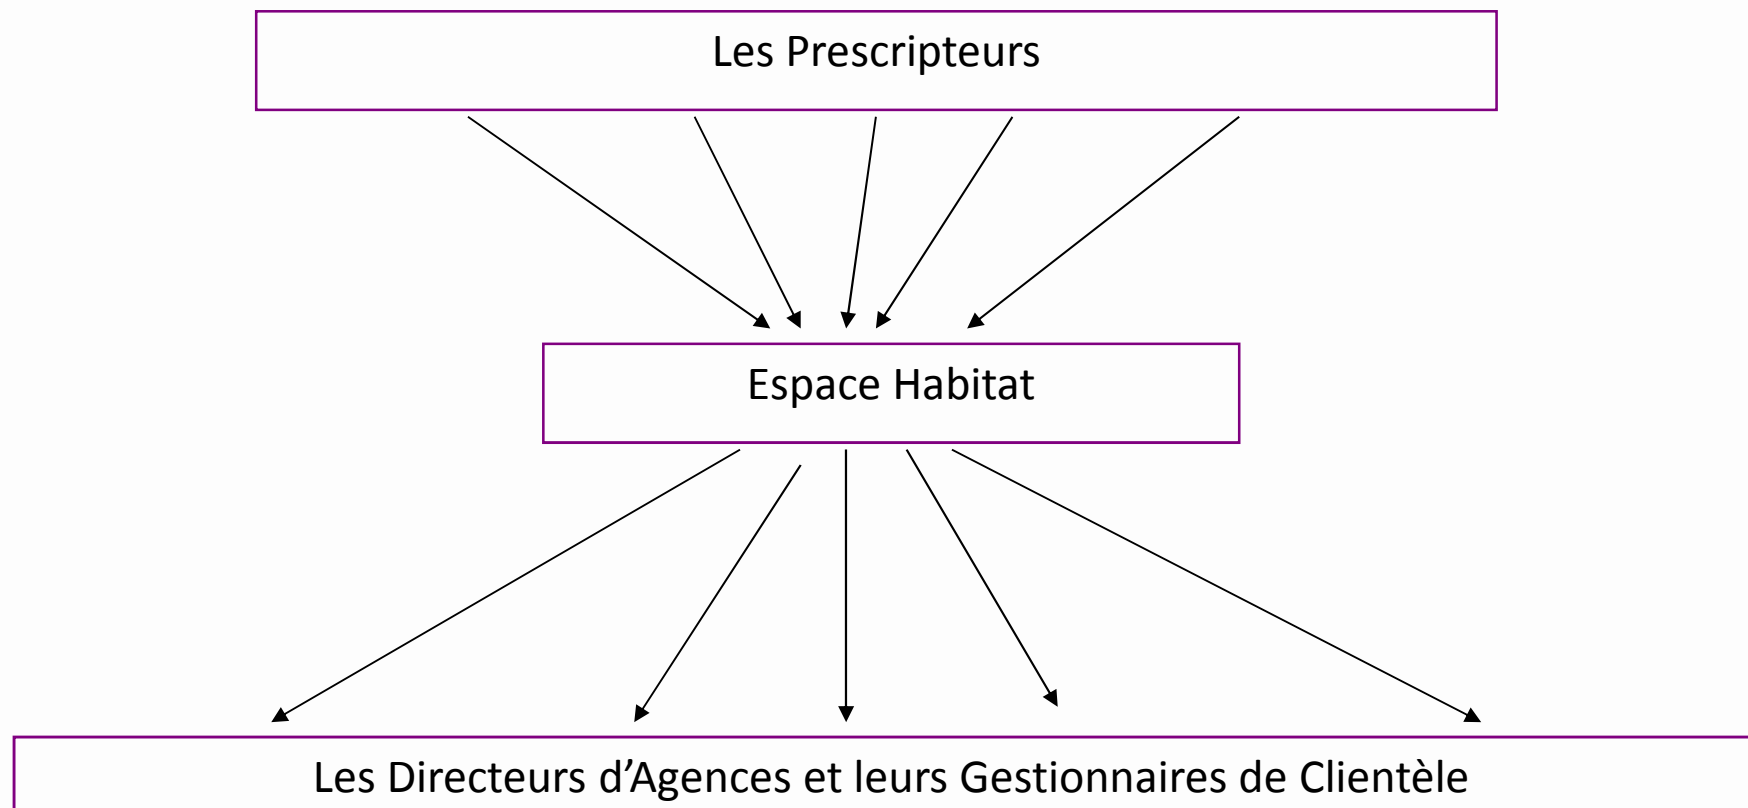 Les Prescripteurs
Espace Habitat
Les Directeurs d’Agences et leurs Gestionnaires de Clientèle